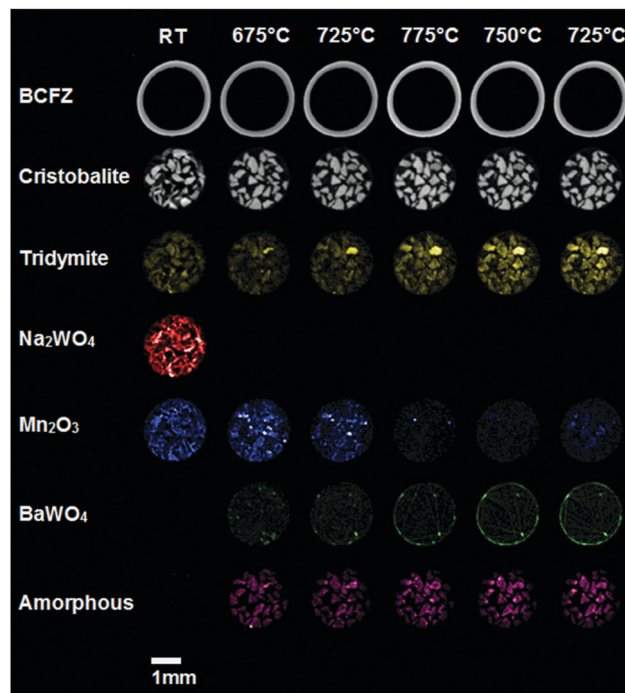 RT 675°C 725°C 775°C 750°C 725°C
BCFZ
Cristobalite
Tridymite
Na₂WO₄
Mn₂O₃
BaWO₄
Amorphous
1mm